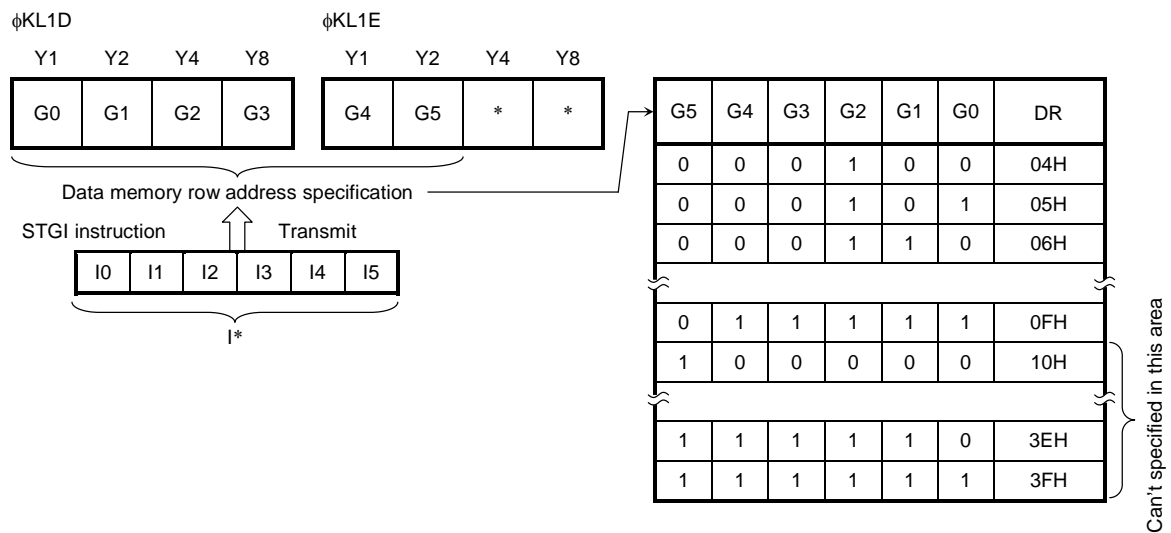 ϕKL1D
Y1 Y2 Y4 Y8
G0 G1 G2 G3
ϕKL1E
Y1 Y2 Y4 Y8
G4 G5 * *
Data memory row address specification
STGI instruction
Transmit
I0 I1 I2 I3 I4 I5
I*
G5 G4 G3 G2 G1 G0 DR
0 0 0 1 0 0 04H
0 0 0 1 0 1 05H
0 0 0 1 1 0 06H
0 1 1 1 1 1 0FH
1 0 0 0 0 0 10H
1 1 1 1 1 0 3EH
1 1 1 1 1 1 3FH
Can't specified in this area